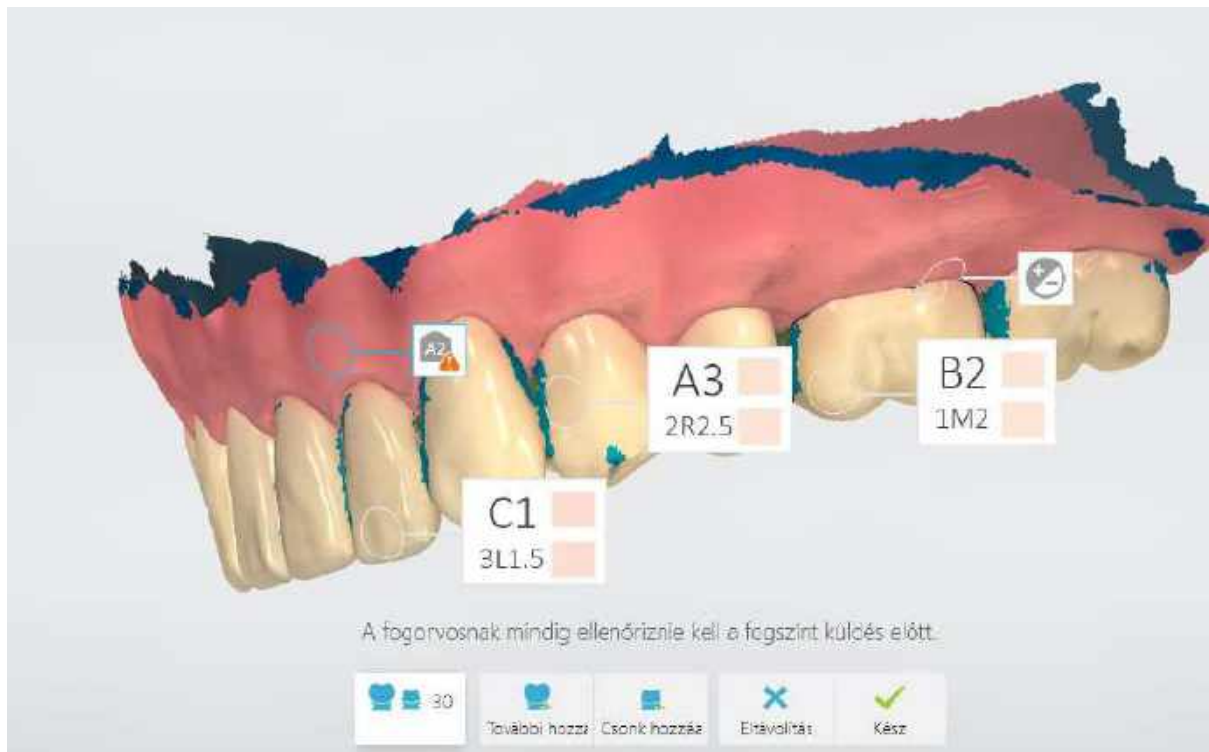 A2
A3
2R2.5
B2
1M2
C1
3L1.5
A fogorvosnak mindig ellenőriznie kell a fogszínt küldés előtt.
30
További hozzá
Csonk hozzáa
Eltávolítás
Kész